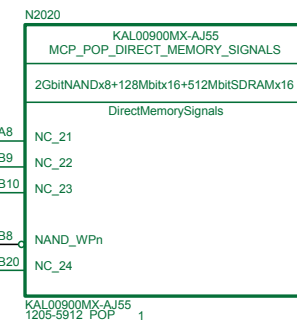 N2020
KAL00900MX-AJ55
MCP_POP_DIRECT_MEMORY_SIGNALS
2GbitNANDx8+128Mbitx16+512MbitSDRAMx16
DirectMemorySignals
A8 NC_21
B9 NC_22
B10 NC_23
B8 NAND_WPn
B20 NC_24
KAL00900MX-AJ55
1205-5912 POP 1